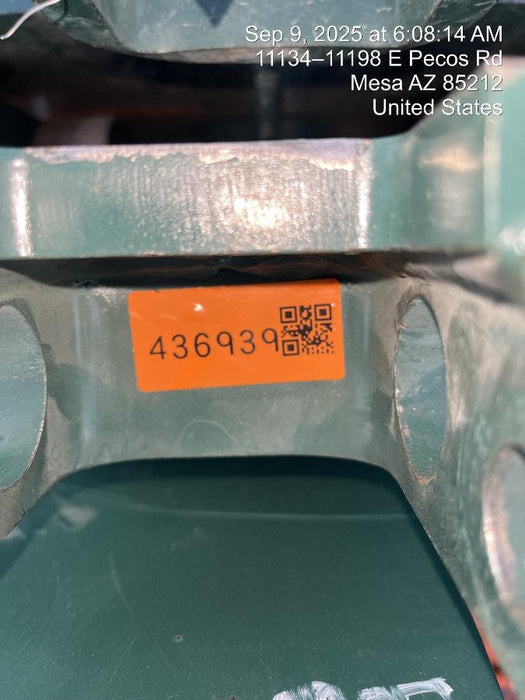 Sep 9, 2025 at 6:08:14 AM
11134–11198 E Pecos Rd
Mesa AZ 85212
United States
436939